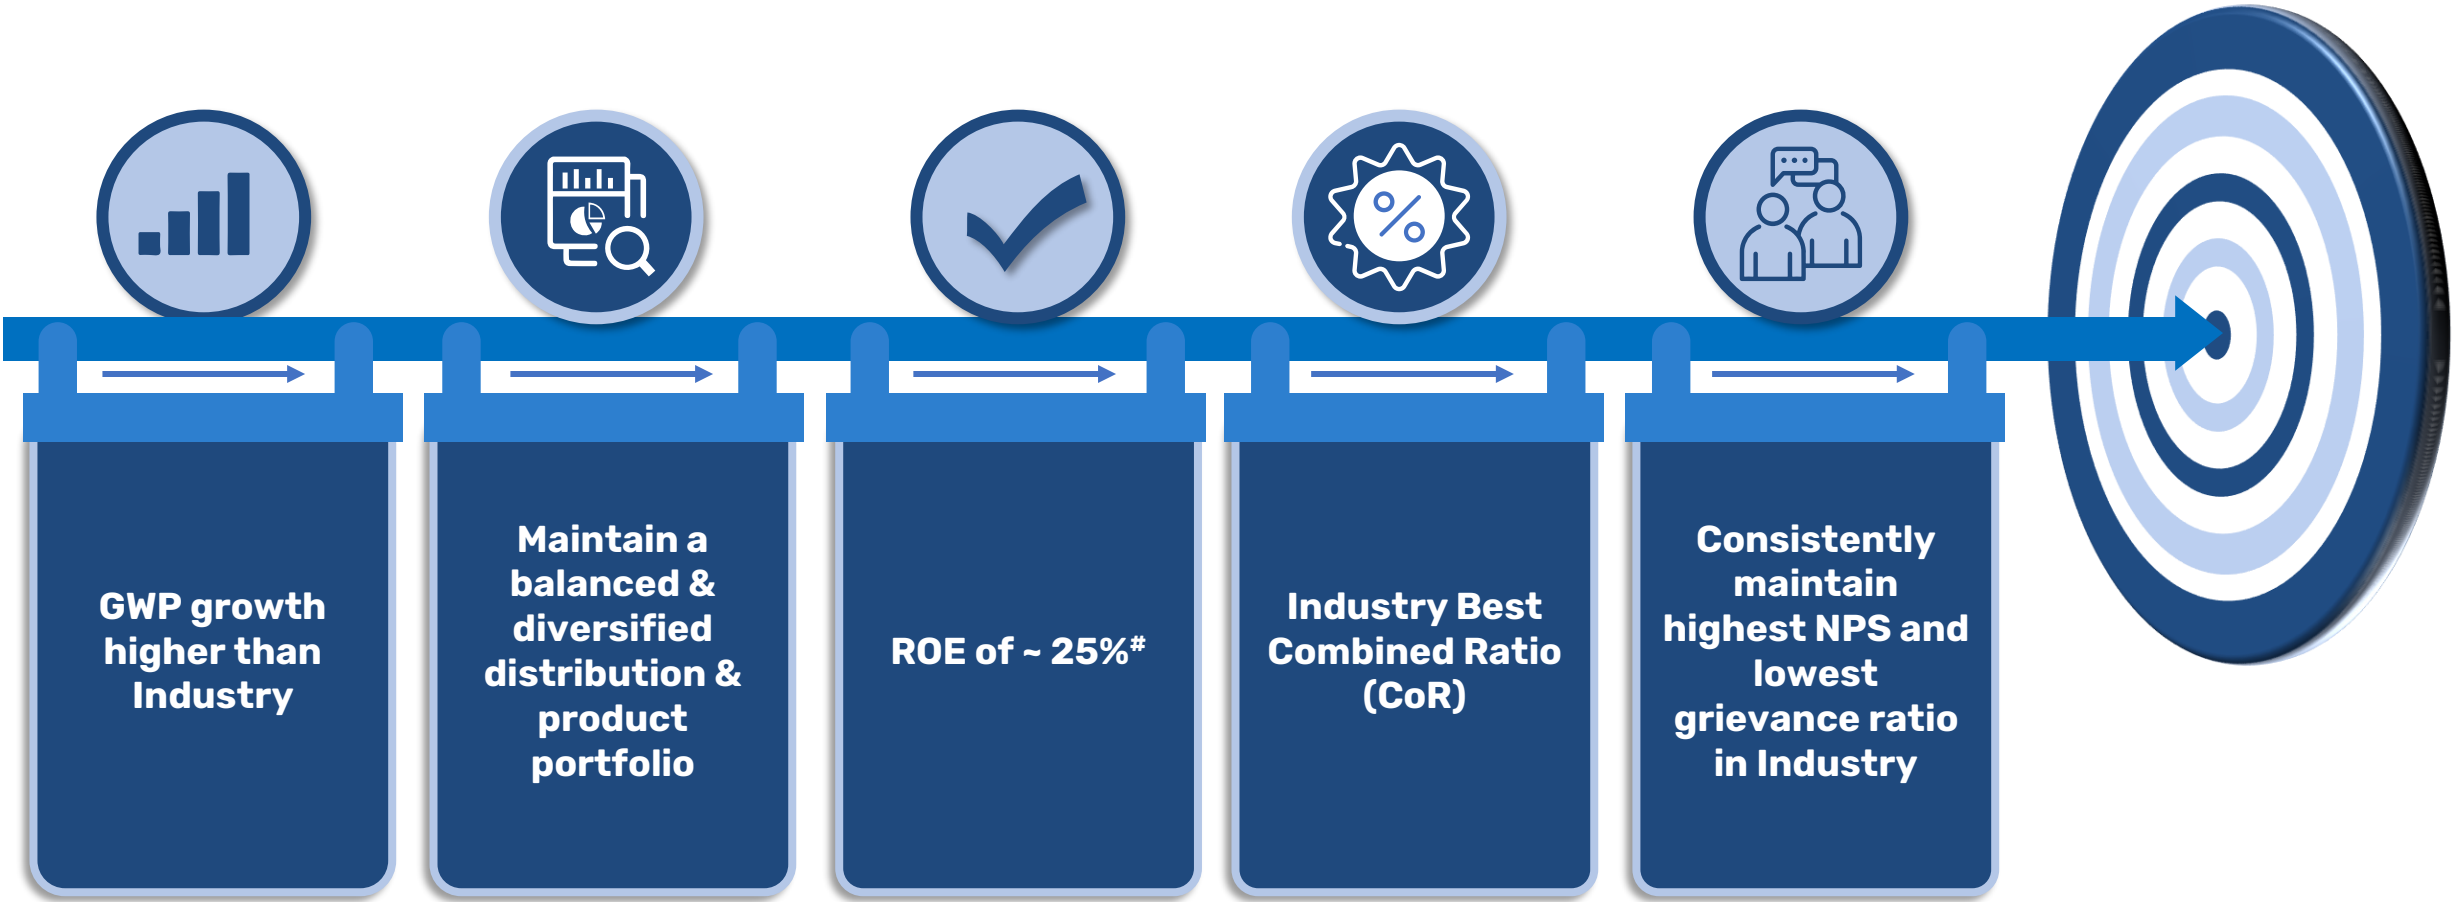 GWP growth
higher than
Industry
Maintain a
balanced &
diversified
distribution &
product
portfolio
ROE of ~ 25%#
Industry Best
Combined Ratio
(CoR)
Consistently
maintain
highest NPS and
lowest
grievance ratio
in Industry